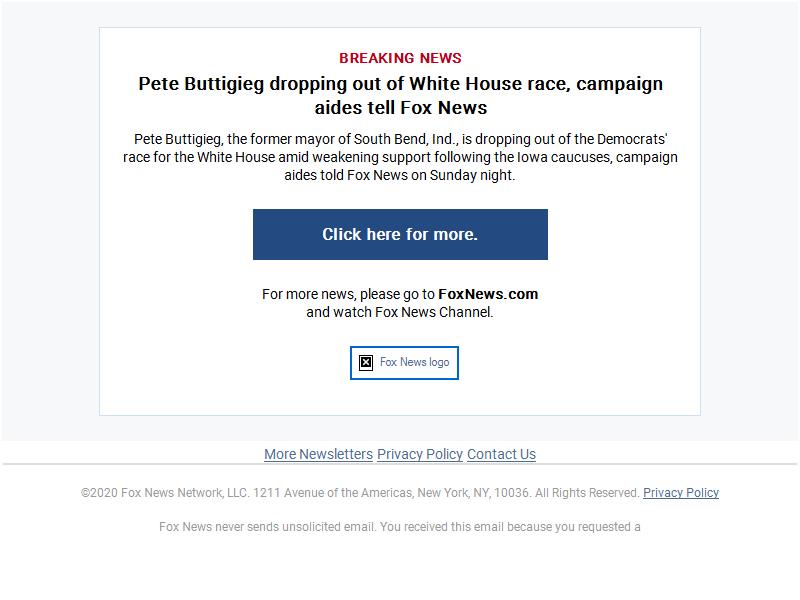 BREAKING NEWS
Pete Buttigieg dropping out of White House race, campaign
aides tell Fox News
Pete Buttigieg, the former mayor of South Bend, Ind., is dropping out of the Democrats'
race for the White House amid weakening support following the Iowa caucuses, campaign
aides told Fox News on Sunday night.
Click here for more.
For more news, please go to FoxNews.com
and watch Fox News Channel.
Fox News logo
More Newsletters Privacy Policy Contact Us
©2020 Fox News Network, LLC. 1211 Avenue of the Americas, New York, NY, 10036. All Rights Reserved. Privacy Policy
Fox News never sends unsolicited email. You received this email because you requested a